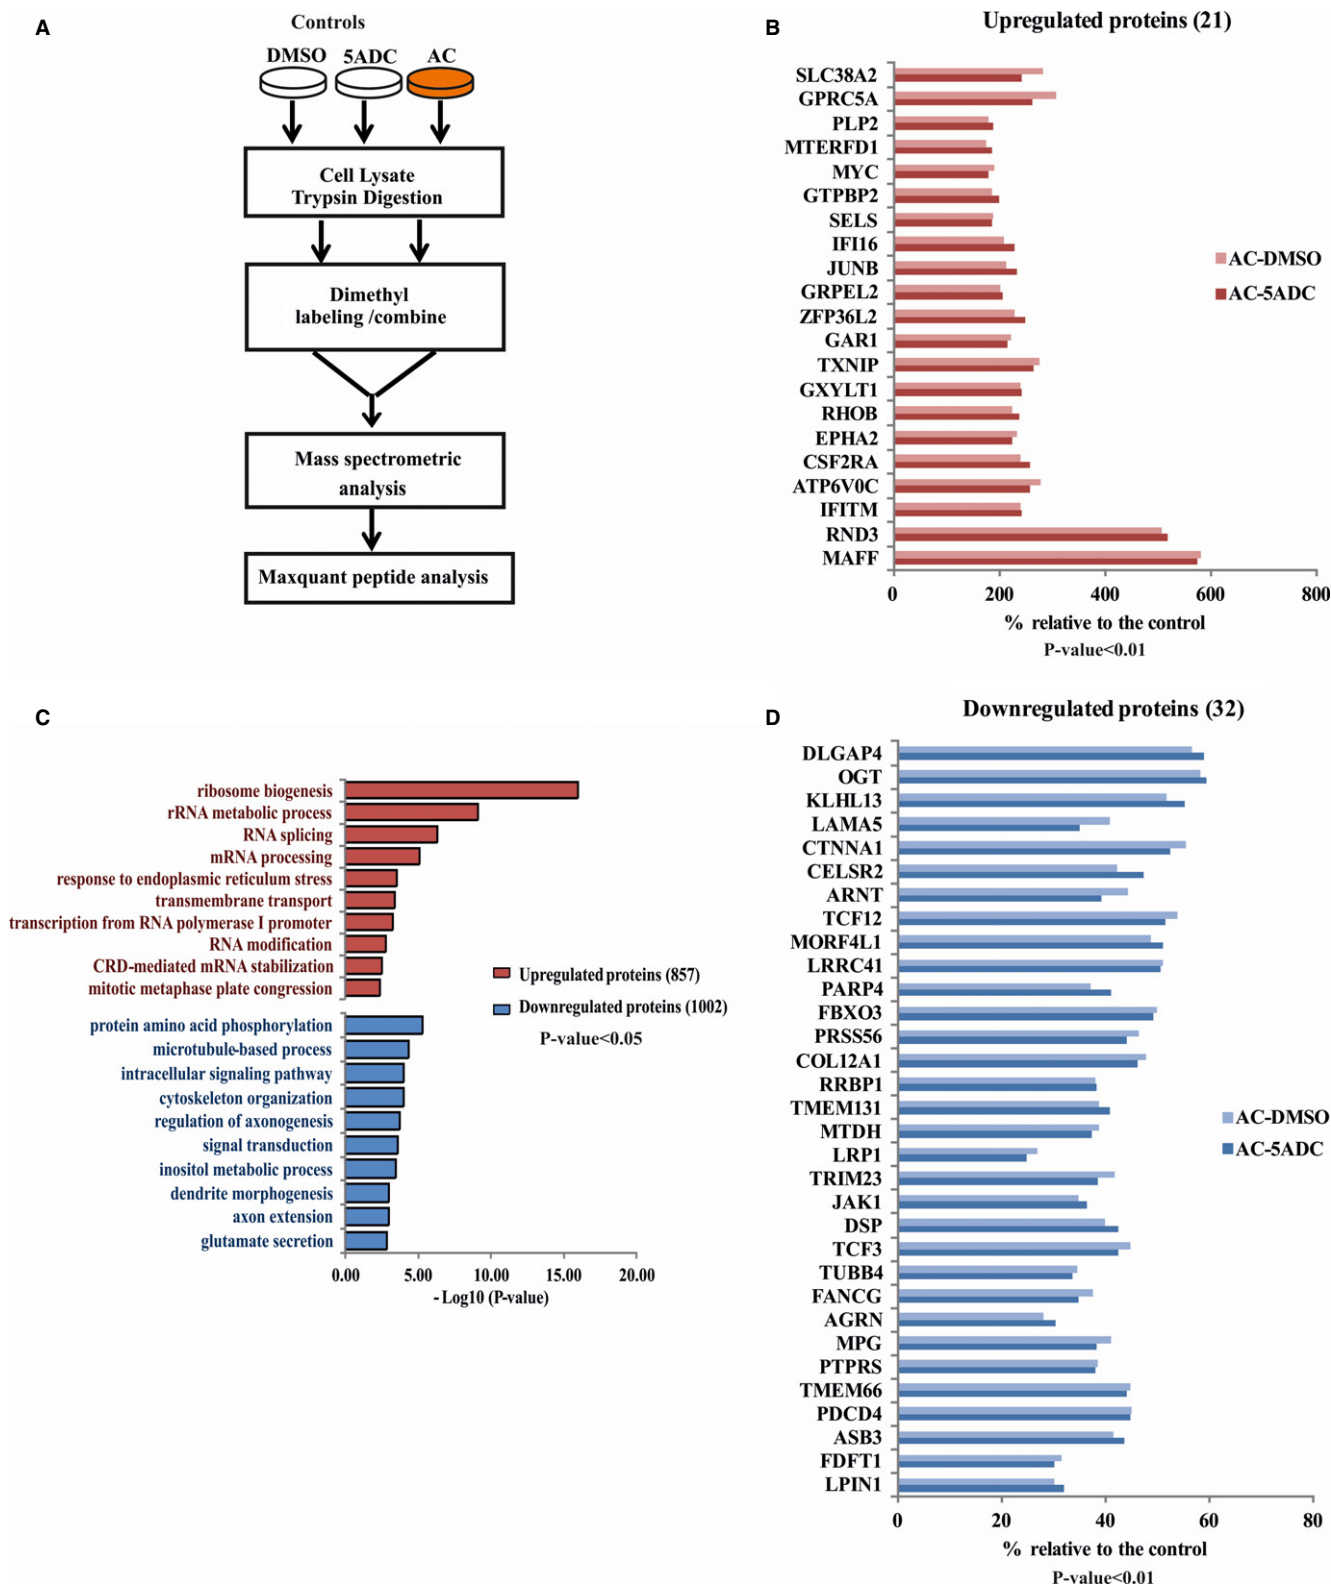 A
Controls
DMSO
5ADC
AC
Cell Lysate
Trypsin Digestion
Dimethyl
labeling /combine
Mass spectrometric
analysis
Maxquant peptide analysis
B
Upregulated proteins (21)
SLC38A2
GPRC5A
PLP2
MTERFD1
MYC
GTPBP2
SELS
IFI16
JUNB
GRPEL2
ZFP36L2
GAR1
TXNIP
GXYLT1
RHOB
EPHA2
CSF2RA
ATP6V0C
IFITM
RND3
MAFF
AC-DMSO
AC-5ADC
0 200 400 600 800
% relative to the control
P-value<0.01
C
ribosome biogenesis
rRNA metabolic process
RNA splicing
mRNA processing
response to endoplasmic reticulum stress
transmembrane transport
transcription from RNA polymerase I promoter
RNA modification
CRD-mediated mRNA stabilization
mitotic metaphase plate congression
protein amino acid phosphorylation
microtubule-based process
intracellular signaling pathway
cytoskeleton organization
regulation of axonogenesis
signal transduction
inositol metabolic process
dendrite morphogenesis
axon extension
glutamate secretion
Upregulated proteins (857)
Downregulated proteins (1002)
P-value<0.05
0.00 5.00 10.00 15.00 20.00
- Log10 (P-value)
D
Downregulated proteins (32)
DLGAP4
OGT
KLHL13
LAMA5
CTNNA1
CELSR2
ARNT
TCF12
MORF4L1
LRRC41
PARP4
FBXO3
PRSS56
COL12A1
RRBP1
TMEM131
MTDH
LRP1
TRIM23
JAK1
DSP
TCF3
TUBB4
FANCG
AGRN
MPG
PTPRS
TMEM66
PDCD4
ASB3
FDFT1
LPIN1
AC-DMSO
AC-5ADC
0 20 40 60 80
% relative to the control
P-value<0.01